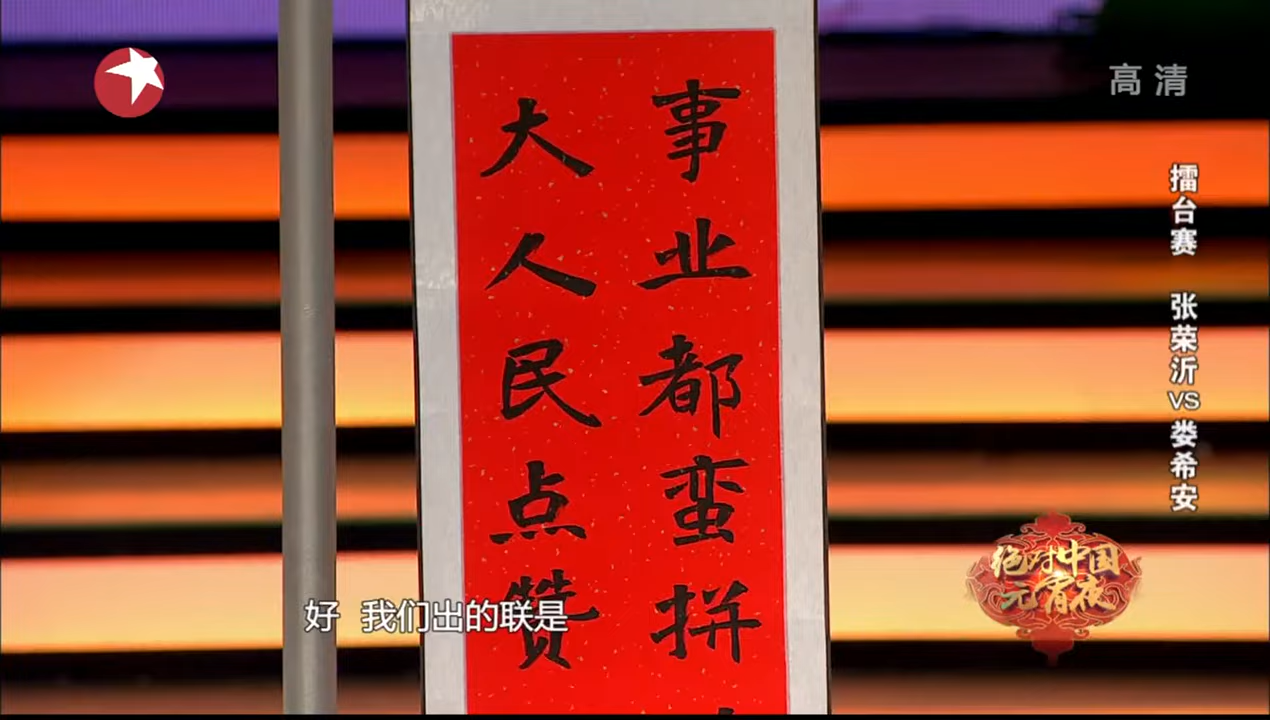 高清
事业都蛮拼
大人民点赞
擂台赛 张荣沂VS娄希安
绝对中国
元宵夜
好 我们出的联是